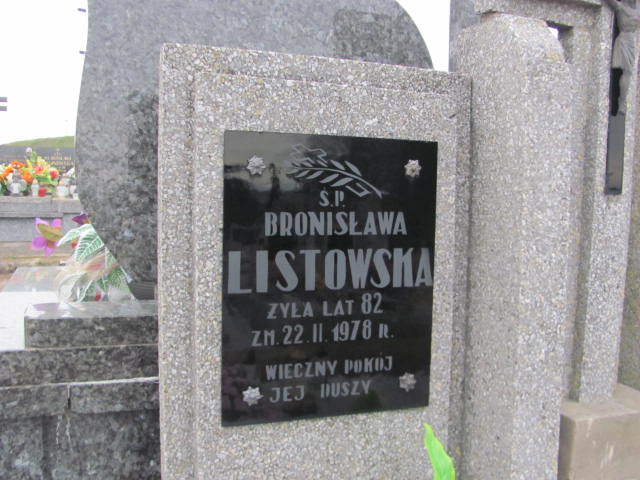 Ś.P.
BRONISŁAWA
LISTOWSKA
ŻYŁA LAT 82
ZM. 22.II.1978 R.
WIECZNY POKÓJ
JEJ DUSZY